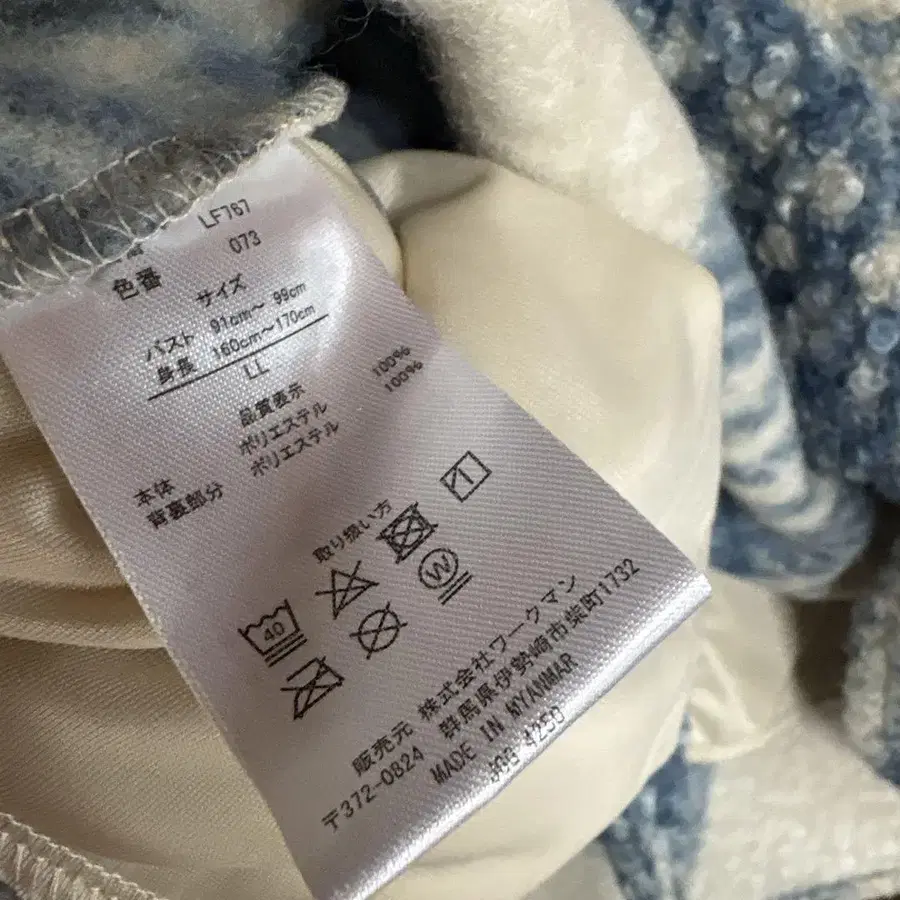 LF767
色番 073
サイズ
バスト 91cm～ 99cm
身長 160cm～170cm
LL
品質表示
本体 ポリエステル 100%
背裏部分 ポリエステル 100%
取り扱い方
40
W
販売元 株式会社ワークマン
〒372-0824 群馬県伊勢崎市柴町1732
MADE IN MYANMAR
4250